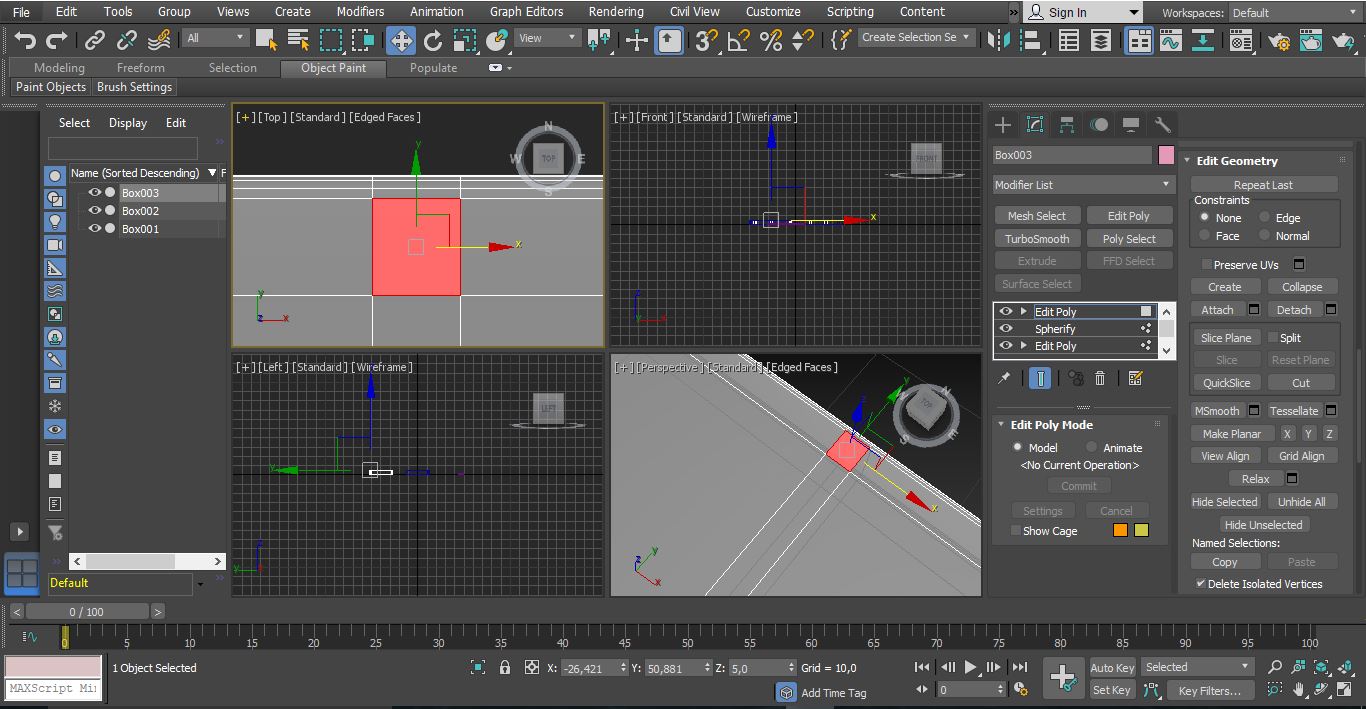 File Edit Tools Group Views Create Modifiers Animation Graph Editors Rendering Civil View Customize Scripting Content » Sign In Workspaces: Default
All View Create Selection Se
Modeling Freeform Selection Object Paint Populate
Paint Objects Brush Settings
Select Display Edit
Name (Sorted Descending) F
Box003
Box002
Box001
Default
[+] [Top ] [Standard ] [Edged Faces ]
N
W TOP E
S
y
x
y
z x
[+] [Front ] [Standard ] [Wireframe ]
FRONT
x
z
y x
[+] [Left ] [Standard ] [Wireframe ]
LEFT
y
z
y x
[+] [Perspective ] [Standard ] [Edged Faces ]
N
TOP
S E
y
z
x
z y
x
Box003
Modifier List
Mesh Select Edit Poly
TurboSmooth Poly Select
Extrude FFD Select
Surface Select
Edit Poly
Spherify
Edit Poly
Edit Poly Mode
Model Animate
<No Current Operation>
Commit
Settings Cancel
Show Cage
Edit Geometry
Repeat Last
Constraints
None Edge
Face Normal
Preserve UVs
Create Collapse
Attach Detach
Slice Plane Split
Slice Reset Plane
QuickSlice Cut
MSmooth Tessellate
Make Planar X Y Z
View Align Grid Align
Relax
Hide Selected Unhide All
Hide Unselected
Named Selections:
Copy Paste
Delete Isolated Vertices
< 0 / 100 >
0 5 10 15 20 25 30 35 40 45 50 55 60 65 70 75 80 85 90 95 100
1 Object Selected X: -26,421 Y: 50,881 Z: 5,0 Grid = 10,0 Auto Key Selected
MAXScript Mi Add Time Tag 0 Set Key Key Filters...